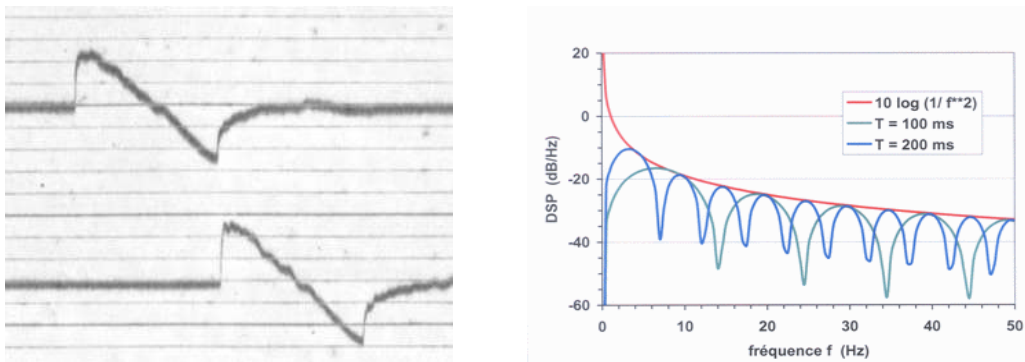 20
0
-20
-40
-60
DSP (dB/Hz)
10 log (1/ f**2)
T = 100 ms
T = 200 ms
0 10 20 30 40 50
fréquence f (Hz)